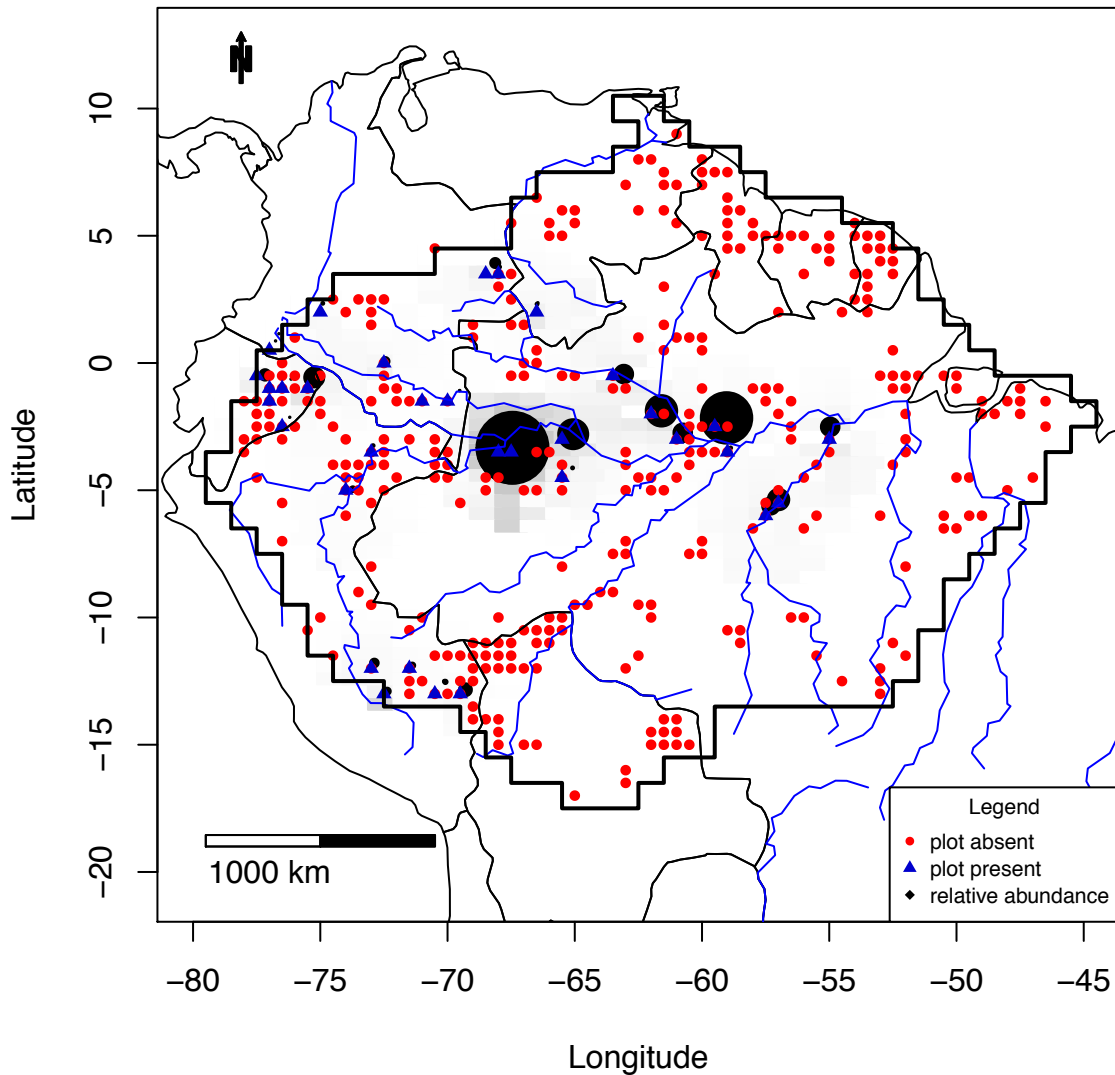 N
10
5
0
−5
−10
−15
−20
Latitude
1000 km
Legend
plot absent
plot present
relative abundance
−80 −75 −70 −65 −60 −55 −50 −45
Longitude